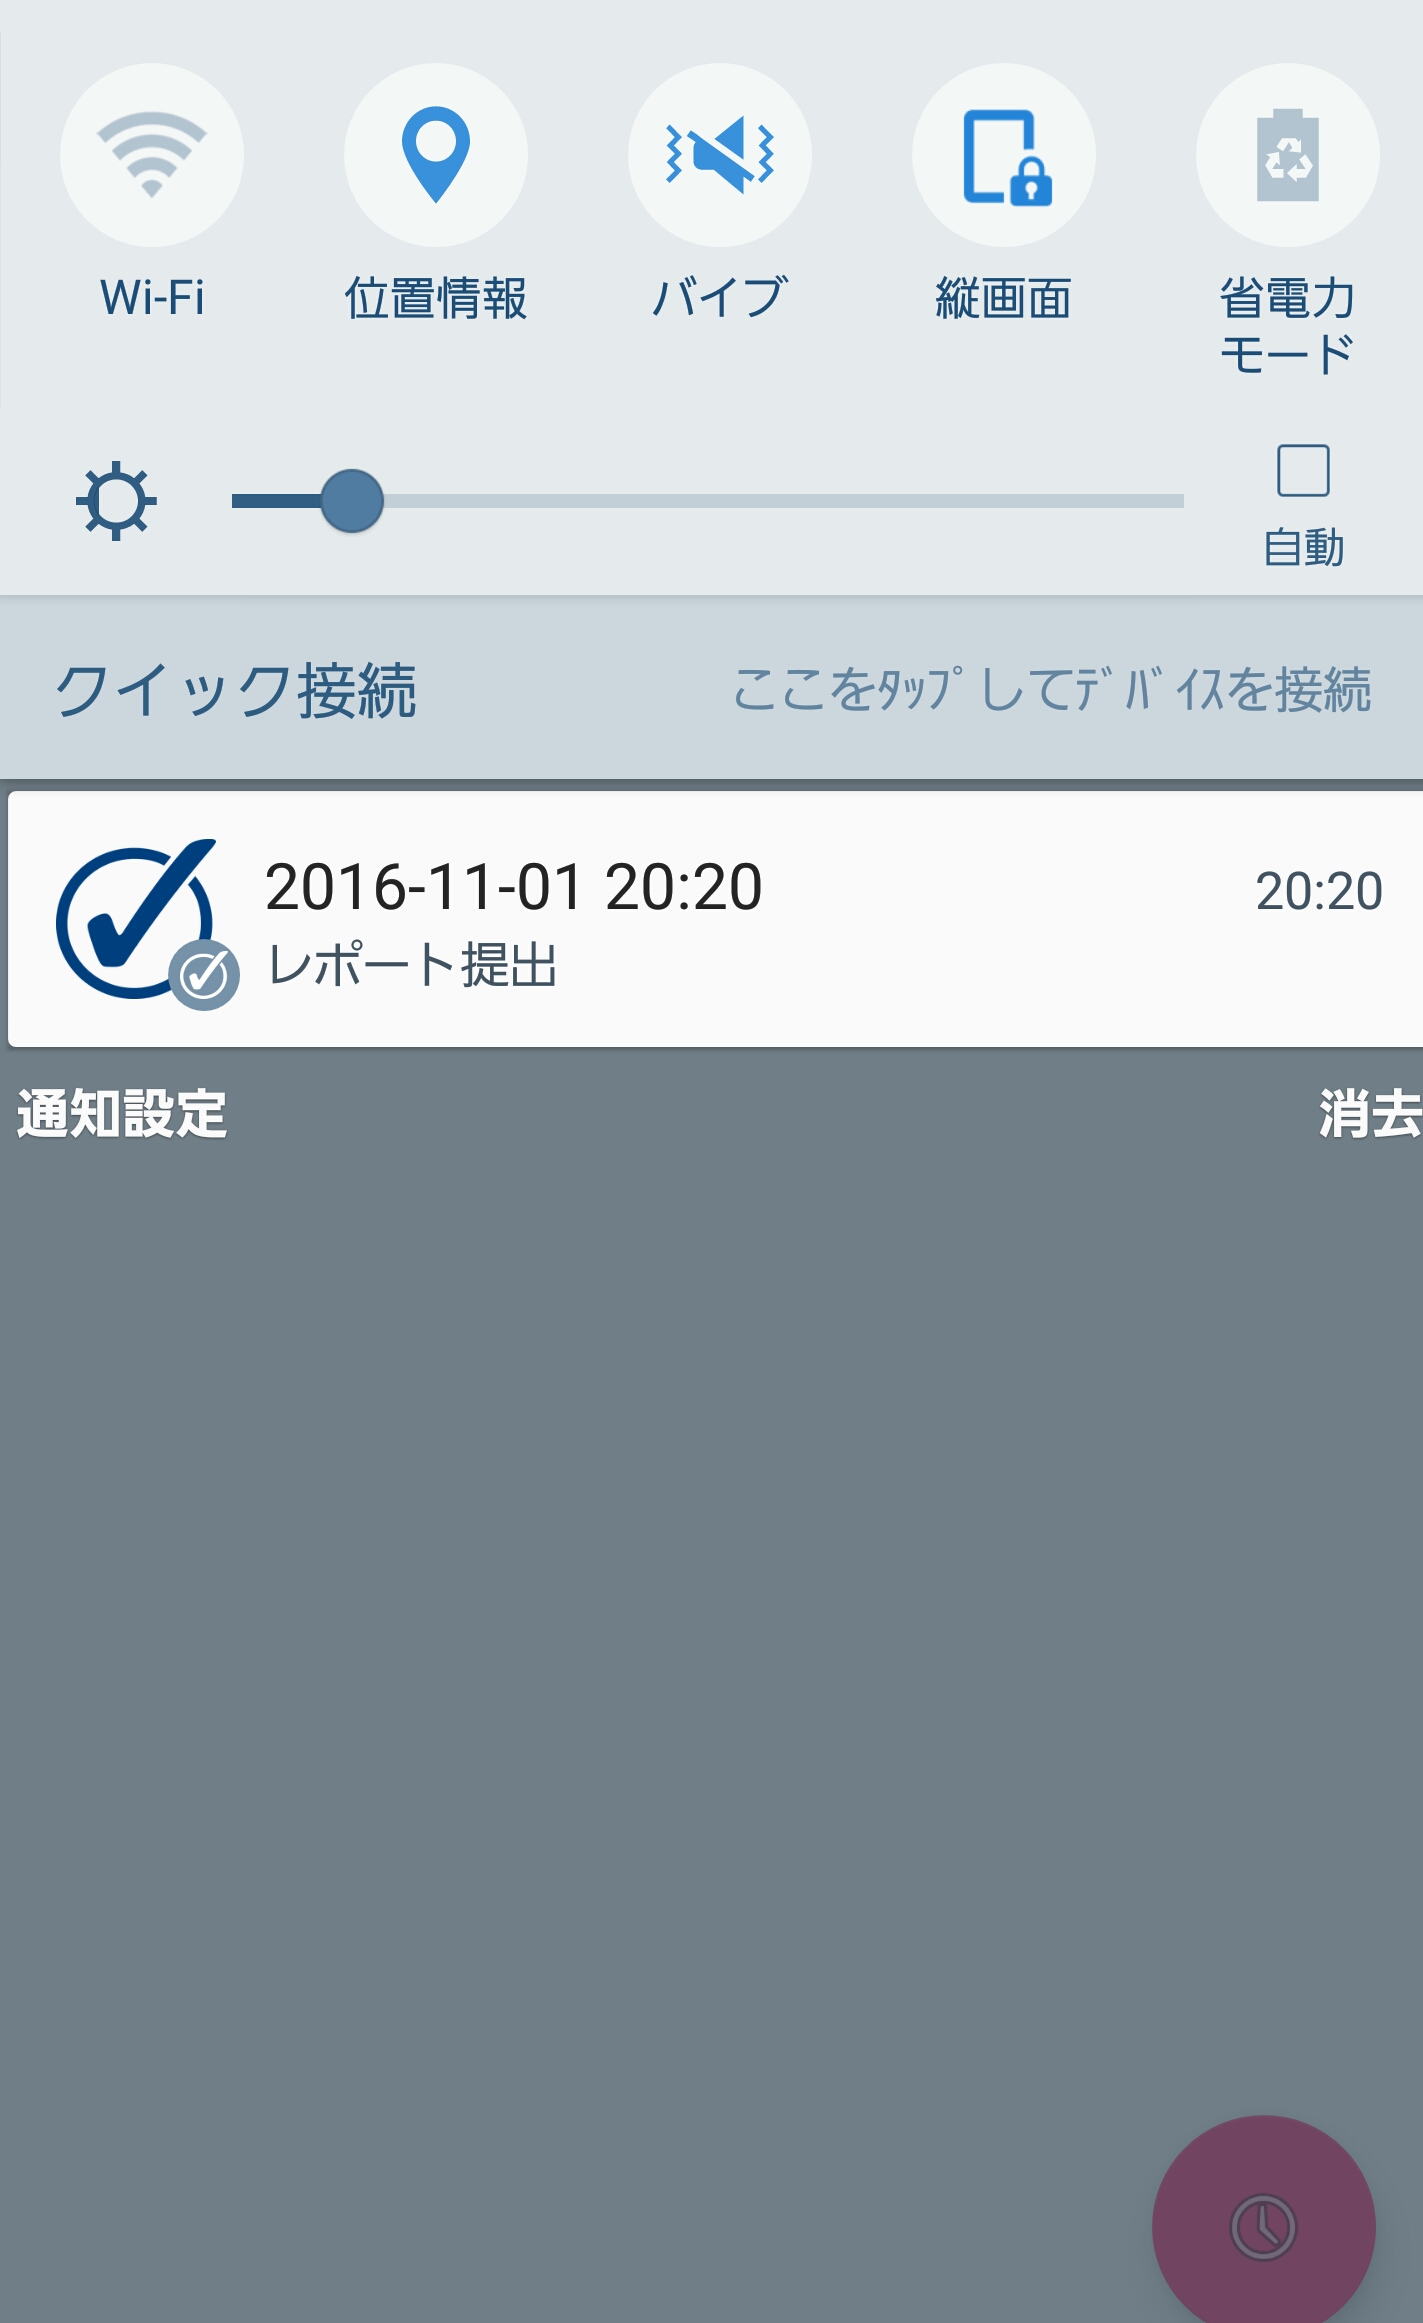 Wi-Fi
位置情報
バイブ
縦画面
省電力
モード
自動
クイック接続
ここをﾀｯﾌﾟしてﾃﾞﾊﾞｲｽを接続
2016-11-01 20:20
20:20
レポート提出
通知設定
消去